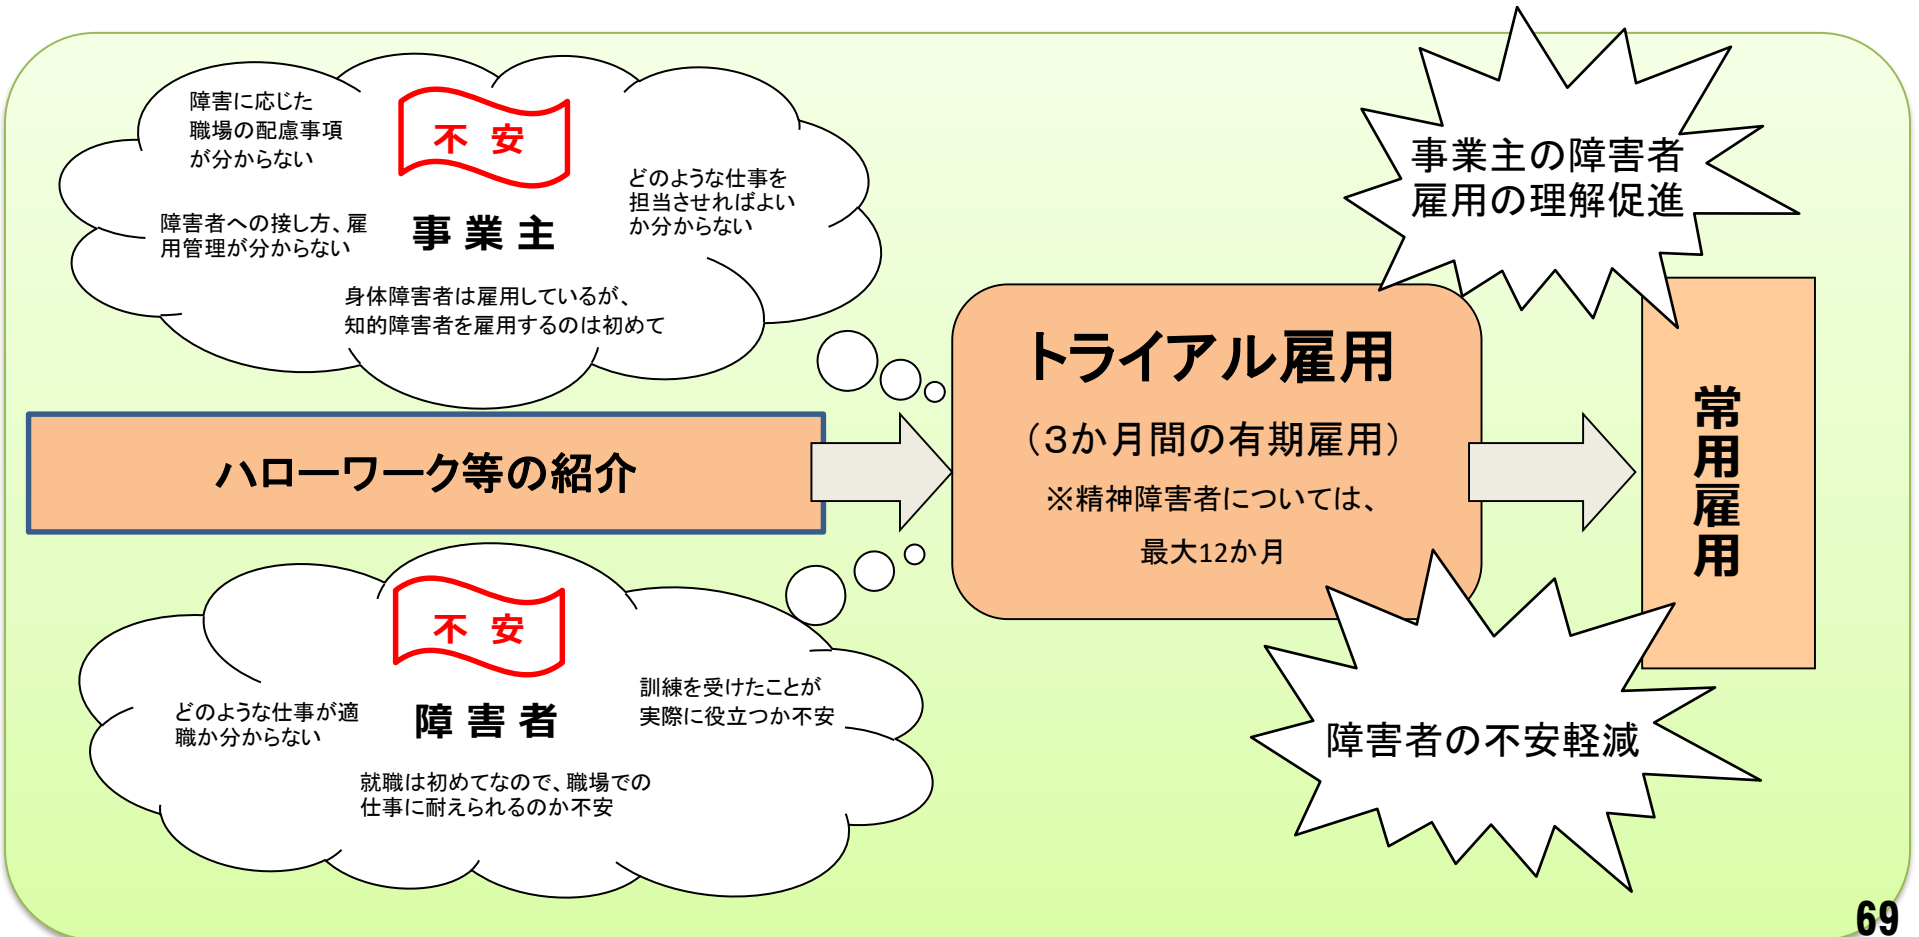 障害に応じた
職場の配慮事項
が分からない
不 安
どのような仕事を
担当させればよい
か分からない
障害者への接し方、雇
用管理が分からない
事 業 主
身体障害者は雇用しているが、
知的障害者を雇用するのは初めて
ハローワーク等の紹介
不 安
障 害 者
どのような仕事が適
職か分からない
訓練を受けたことが
実際に役立つか不安
就職は初めてなので、職場での
仕事に耐えられるのか不安
トライアル雇用
（３か月間の有期雇用）
※精神障害者については、
最大12か月
事業主の障害者
雇用の理解促進
障害者の不安軽減
常用雇用
69